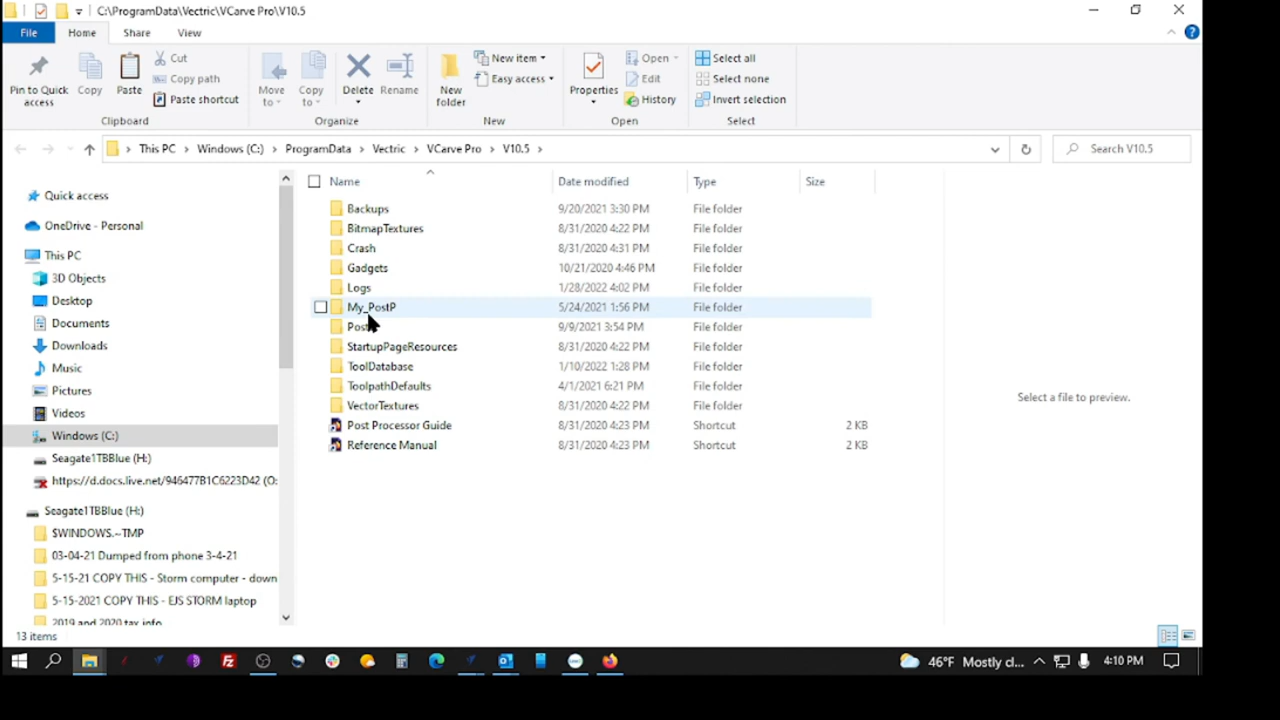 C:\ProgramData\Vectric\VCarve Pro\V10.5
File Home Share View
Pin to Quick access
Copy
Paste
Cut
Copy path
Paste shortcut
Clipboard
Move to
Copy to
Delete
Rename
Organize
New folder
New item
Easy access
New
Properties
Open
Edit
History
Open
Select all
Select none
Invert selection
Select
This PC > Windows (C:) > ProgramData > Vectric > VCarve Pro > V10.5 >
Search V10.5
Quick access
OneDrive - Personal
This PC
3D Objects
Desktop
Documents
Downloads
Music
Pictures
Videos
Windows (C:)
Seagate1TBBlue (H:)
https://d.docs.live.net/946477B1C6223D42 (O:
Seagate1TBBlue (H:)
$WINDOWS.~TMP
03-04-21 Dumped from phone 3-4-21
5-15-21 COPY THIS - Storm computer - down
5-15-2021 COPY THIS - EJS STORM laptop
2019 and 2020 tax info
Name Date modified Type Size
Backups 9/20/2021 3:30 PM File folder
BitmapTextures 8/31/2020 4:22 PM File folder
Crash 8/31/2020 4:31 PM File folder
Gadgets 10/21/2020 4:46 PM File folder
Logs 1/28/2022 4:02 PM File folder
My_PostP 5/24/2021 1:56 PM File folder
Post 9/9/2021 3:54 PM File folder
StartupPageResources 8/31/2020 4:22 PM File folder
ToolDatabase 1/10/2022 1:28 PM File folder
ToolpathDefaults 4/1/2021 6:21 PM File folder
VectorTextures 8/31/2020 4:22 PM File folder
Post Processor Guide 8/31/2020 4:23 PM Shortcut 2 KB
Reference Manual 8/31/2020 4:23 PM Shortcut 2 KB
Select a file to preview.
13 items
46°F Mostly cl... 4:10 PM